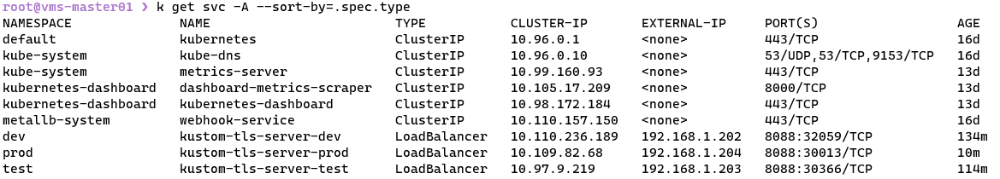 root@vms-master01 ❯ k get svc -A --sort-by=.spec.type
NAMESPACE NAME TYPE CLUSTER-IP EXTERNAL-IP PORT(S) AGE
default kubernetes ClusterIP 10.96.0.1 <none> 443/TCP 16d
kube-system kube-dns ClusterIP 10.96.0.10 <none> 53/UDP,53/TCP,9153/TCP 16d
kube-system metrics-server ClusterIP 10.99.160.93 <none> 443/TCP 13d
kubernetes-dashboard dashboard-metrics-scraper ClusterIP 10.105.17.209 <none> 8000/TCP 13d
kubernetes-dashboard kubernetes-dashboard ClusterIP 10.98.172.184 <none> 443/TCP 13d
metallb-system webhook-service ClusterIP 10.110.157.150 <none> 443/TCP 16d
dev kustom-tls-server-dev LoadBalancer 10.110.236.189 192.168.1.202 8088:32059/TCP 134m
prod kustom-tls-server-prod LoadBalancer 10.109.82.68 192.168.1.204 8088:30013/TCP 10m
test kustom-tls-server-test LoadBalancer 10.97.9.219 192.168.1.203 8088:30366/TCP 114m